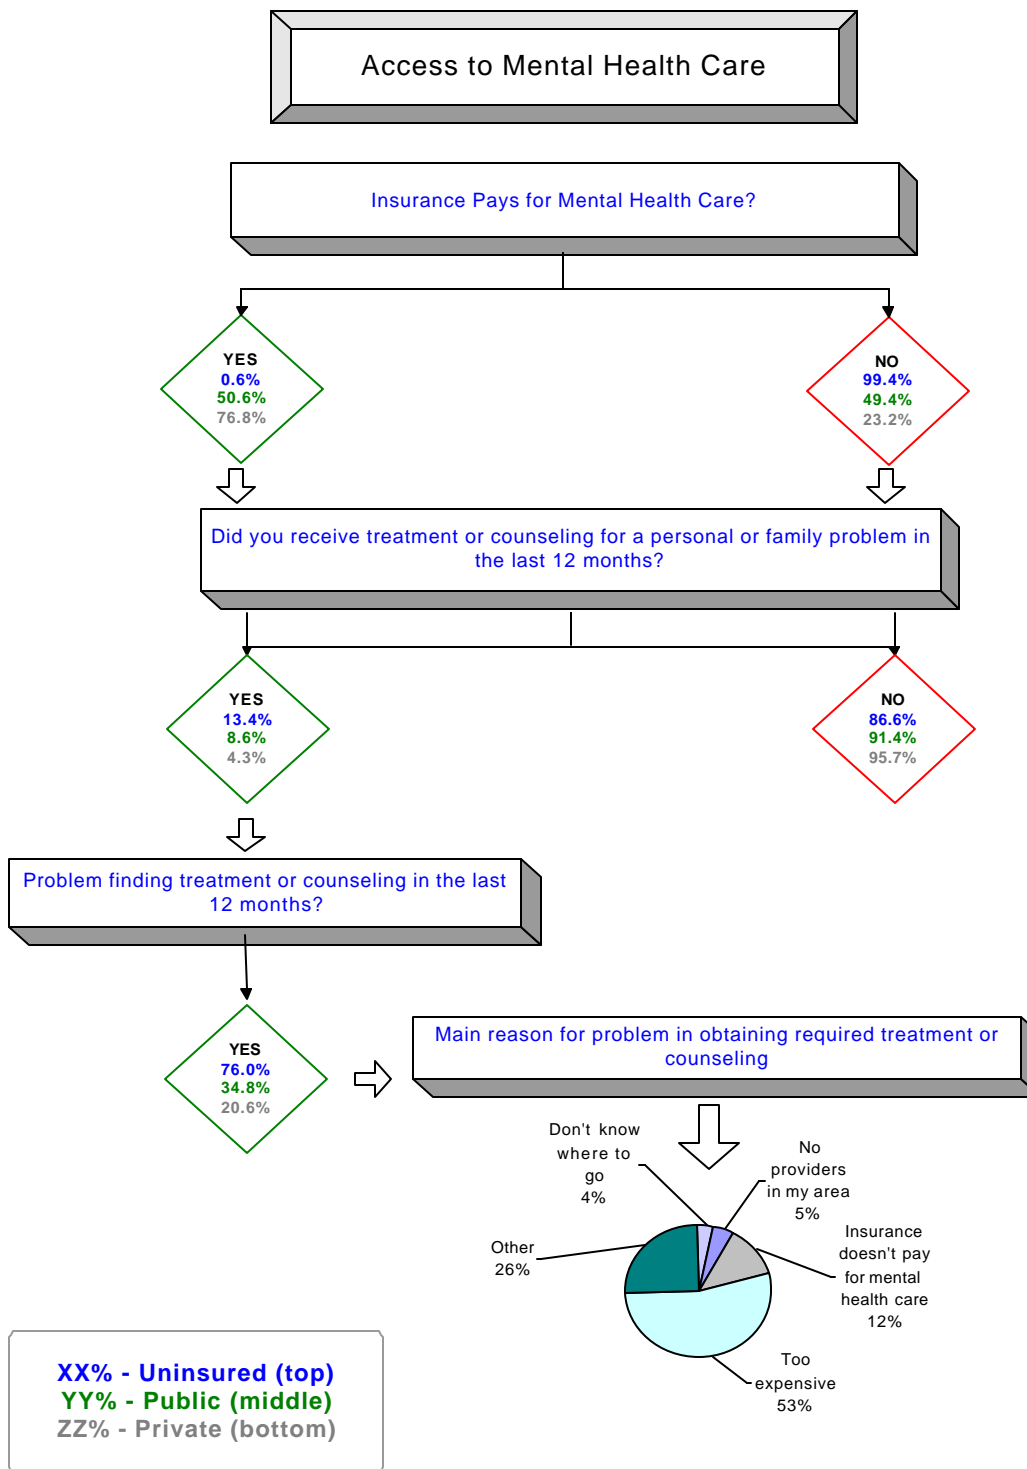 Access to Mental Health Care
Insurance Pays for Mental Health Care?
YES
0.6%
50.6%
76.8%
NO
99.4%
49.4%
23.2%
Did you receive treatment or counseling for a personal or family problem in
the last 12 months?
YES
13.4%
8.6%
4.3%
NO
86.6%
91.4%
95.7%
Problem finding treatment or counseling in the last
12 months?
YES
76.0%
34.8%
20.6%
Main reason for problem in obtaining required treatment or
counseling
Don't know
where to
go
4%
No
providers
in my area
5%
Insurance
doesn't pay
for mental
health care
12%
Other
26%
Too
expensive
53%
XX% - Uninsured (top)
YY% - Public (middle)
ZZ% - Private (bottom)